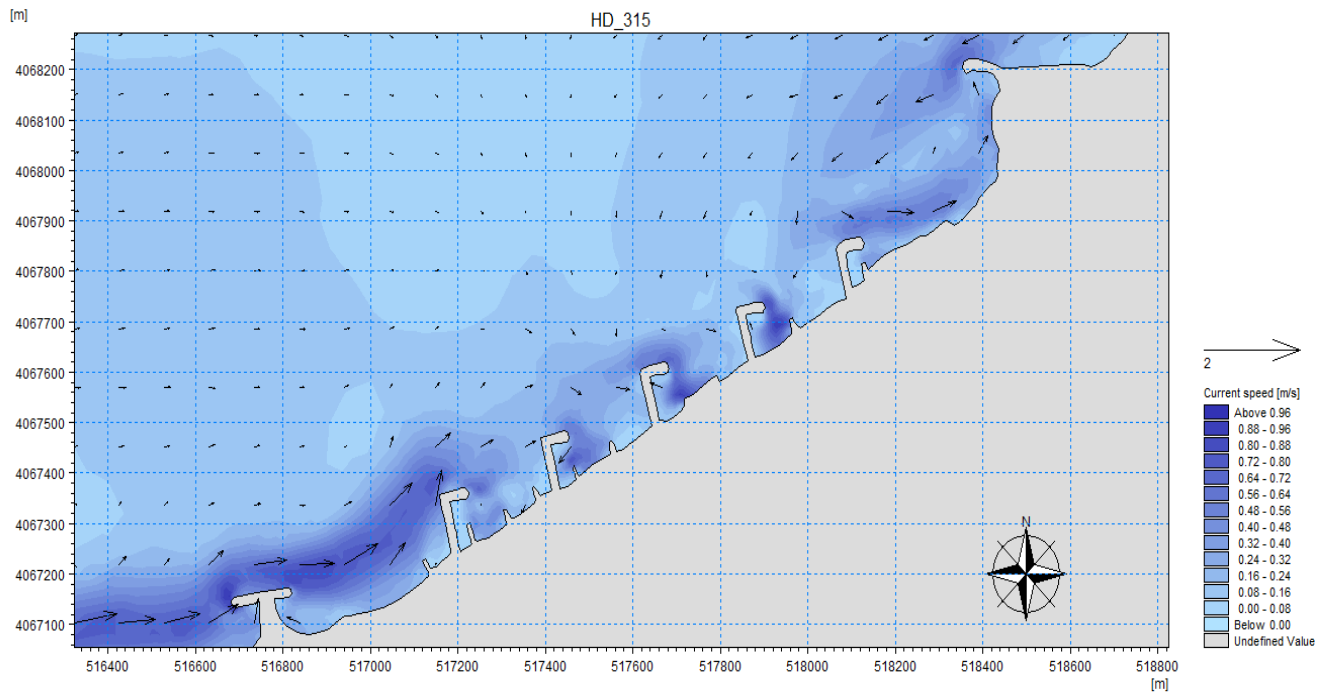 [m]
HD_315
4068200
4068100
4068000
4067900
4067800
4067700
4067600
4067500
4067400
4067300
4067200
4067100
516400 516600 516800 517000 517200 517400 517600 517800 518000 518200 518400 518600 518800
[m]
N
2
Current speed [m/s]
Above 0.96
0.88 - 0.96
0.80 - 0.88
0.72 - 0.80
0.64 - 0.72
0.56 - 0.64
0.48 - 0.56
0.40 - 0.48
0.32 - 0.40
0.24 - 0.32
0.16 - 0.24
0.08 - 0.16
0.00 - 0.08
Below 0.00
Undefined Value